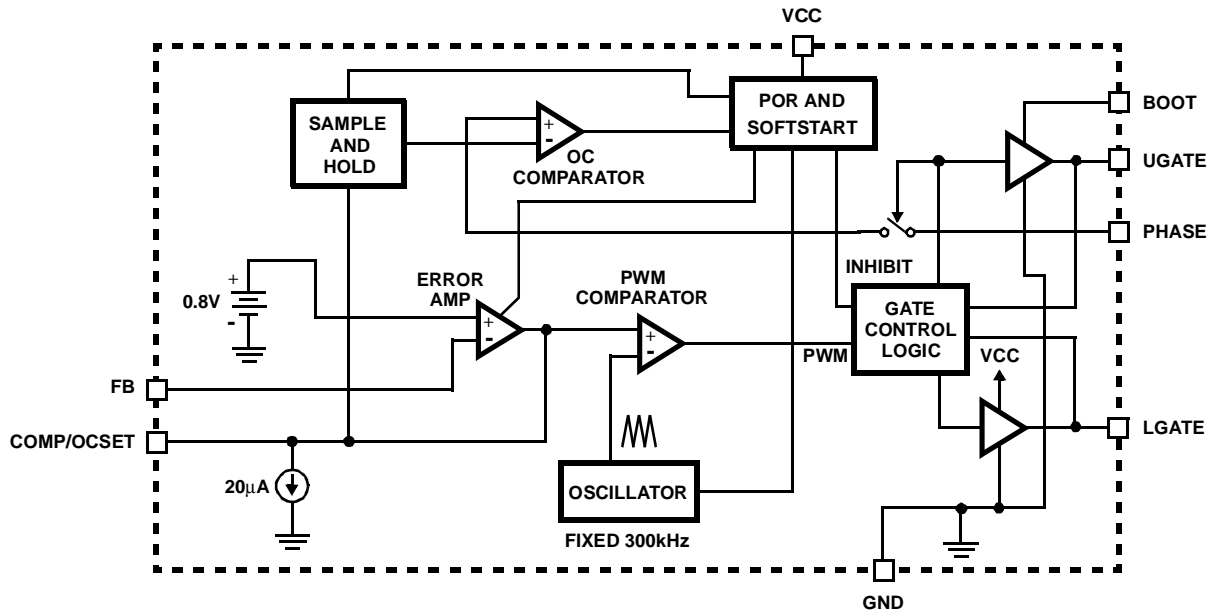 VCC
POR AND
SOFTSTART
BOOT
SAMPLE
AND
HOLD
+
-
OC
COMPARATOR
UGATE
PHASE
INHIBIT
+
0.8V
-
ERROR
AMP
+
-
PWM
COMPARATOR
+
-
GATE
CONTROL
LOGIC
PWM
VCC
FB
COMP/OCSET
LGATE
20μA
OSCILLATOR
FIXED 300kHz
GND